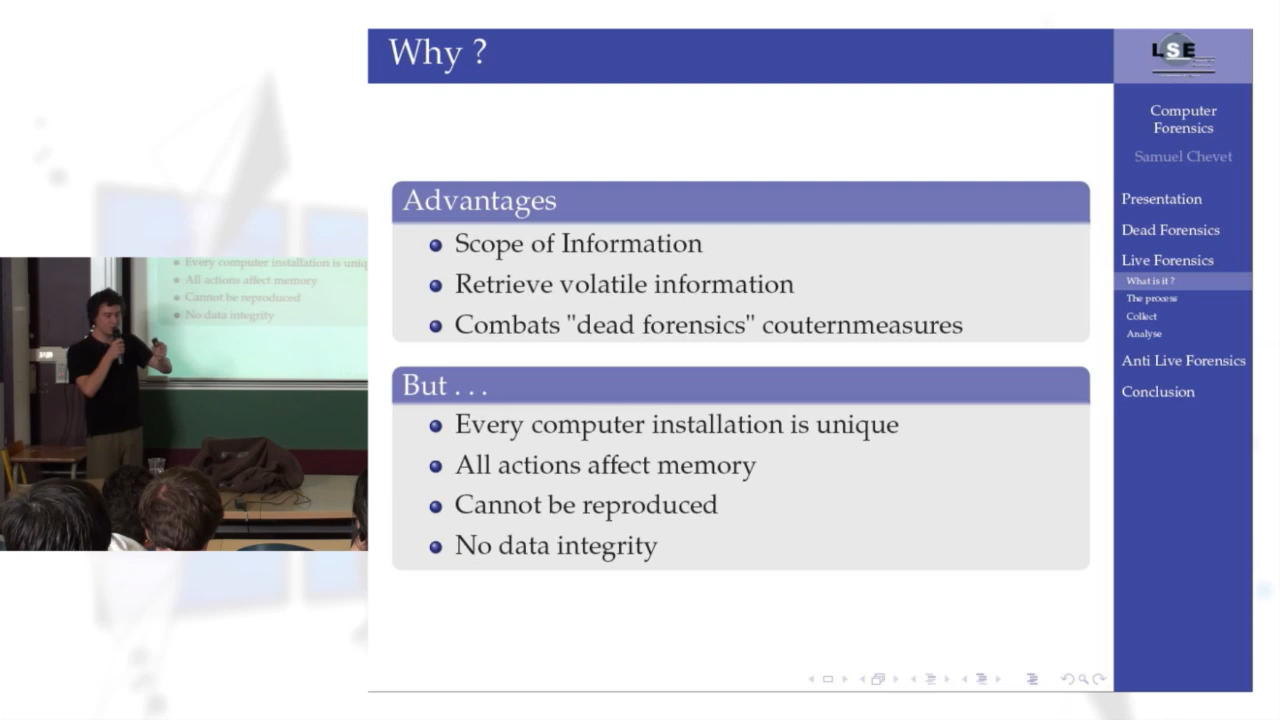 Why ?
Advantages
Scope of Information
Retrieve volatile information
Combats "dead forensics" couternmeasures
But . . .
Every computer installation is unique
All actions affect memory
Cannot be reproduced
No data integrity
LSE
Computer
Forensics
Samuel Chevet
Presentation
Dead Forensics
Live Forensics
What is it ?
The process
Collect
Analyse
Anti Live Forensics
Conclusion
Every computer installation is uniq
All actions affect memory
Cannot be reproduced
No data integrity